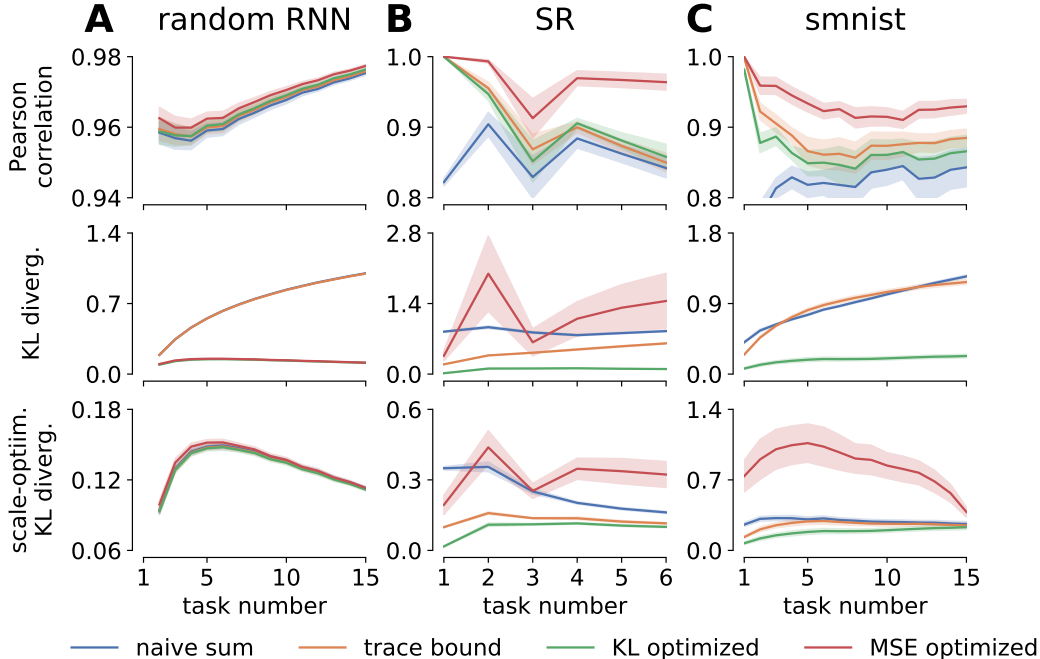 A random RNN B SR C smnist
Pearson
correlation
0.98
0.96
0.94
1.0
0.9
0.8
1.0
0.9
0.8
KL diverg.
1.4
0.7
0.0
2.8
1.4
0.0
1.8
0.9
0.0
scale-optiim.
KL diverg.
0.18
0.12
0.06
0.6
0.3
0.0
1.4
0.7
0.0
1 5 10 15
1 2 3 4 5 6
1 5 10 15
task number task number task number
naive sum trace bound KL optimized MSE optimized